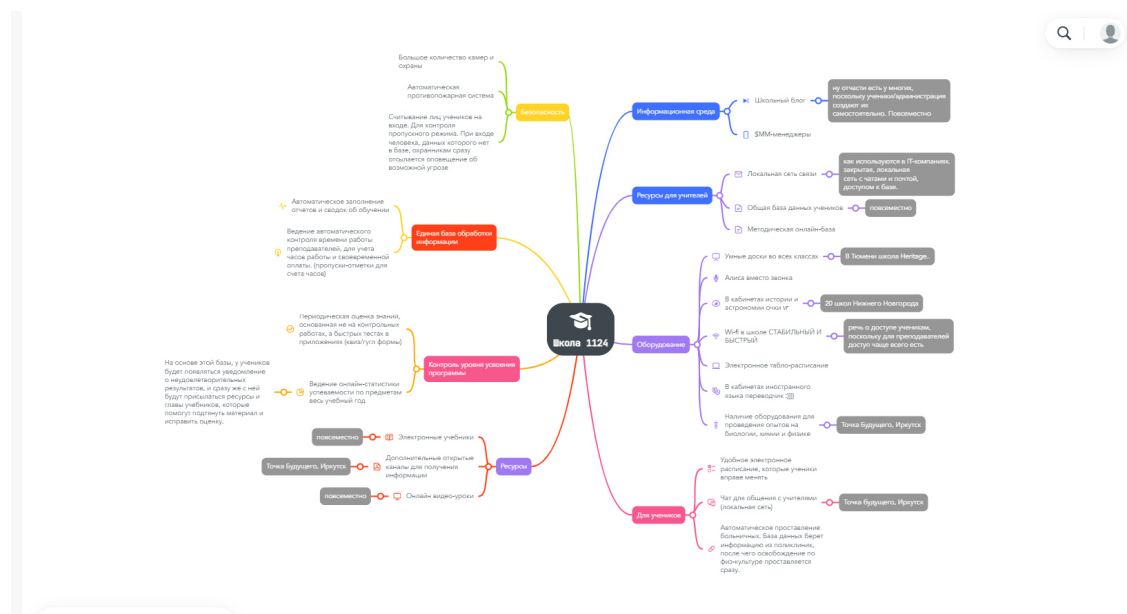 Большое количество камер и
охраны
Автоматическая
противопожарная система
Считывание лиц учеников на
входе. Для контроля
пропускного режима. При входе
человека, данных которого нет
в базе, охранникам сразу
отсылается оповещение об
возможной угрозе
Безопасность
Автоматическое заполнение
отчетов и сводок об обучении
Ведение автоматического
контроля времени работы
преподавателей, для учета
часов работы и своевременной
оплаты. (пропуски-отметки для
счета часов)
Единая база обработки
информации
Периодическая оценка знаний,
основанная не на контрольных
работах, а быстрых тестах в
приложениях (квиз/гугл формы)
Ведение онлайн-статистики
успеваемости по предметам
весь учебный год
На основе этой базы, у учеников
будет появляться уведомление
о неудовлетворительных
результатов, и сразу же с ней
будут присылаться ресурсы и
главы учебников, которые
помогут подтянуть материал и
исправить оценку.
Контроль уровня усвоения
программы
повсеместно
Электронные учебники
Точка Будущего, Иркутск
Дополнительные открытые
каналы для получения
информации
повсеместно
Онлайн видео-уроки
Ресурсы
Школа 1124
Информационная среда
Школьный блог
ну отчасти есть у многих,
поскольку ученики/администрация
создают их
самостоятельно. Повсеместно
SMM-менеджеры
Ресурсы для учителей
Локальная сеть связи
как используются в IT-компаниях.
закрытая, локальная
сеть с чатами и почтой,
доступом к базе.
Общая база данных учеников
повсеместно
Методическая онлайн-база
Оборудование
Умные доски во всех классах
В Тюмени школа Heritage..
Алиса вместо звонка
В кабинетах истории и
астрономии очки vr
20 школ Нижнего Новгорода
Wi-fi в школе СТАБИЛЬНЫЙ И
БЫСТРЫЙ
речь о доступе ученикам,
поскольку для преподавателей
доступ чаще всего есть
Электронное табло-расписание
В кабинетах иностранного
языка переводчик :))))
Наличие оборудования для
проведения опытов на
биологии, химии и физике
Точка Будущего, Иркутск
Для учеников
Удобное электронное
расписание, которые ученики
вправе менять
Чат для общения с учителями
(локальная сеть)
Точка будущего, Иркутск
Автоматическое проставление
больничных. База данных берет
информацию из поликлиник,
после чего освобождение по
физ-культуре проставляется
сразу.